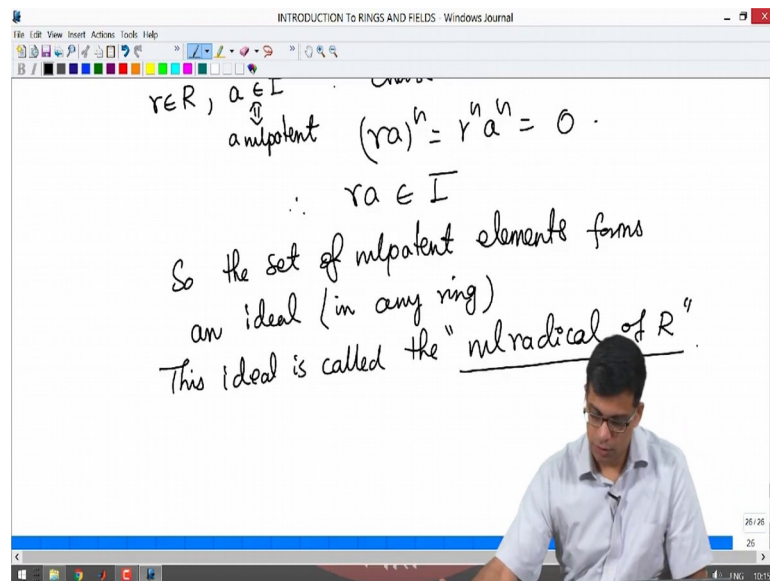 INTRODUCTION To RINGS AND FIELDS - Windows Journal
File Edit View Insert Actions Tools Help
r∈R, a∈I
⇕
a nilpotent (ra)ⁿ = rⁿaⁿ = 0.
∴ ra ∈ I
So the set of nilpotent elements forms
an ideal (in any ring)
This ideal is called the "nilradical of R".
26/26
26